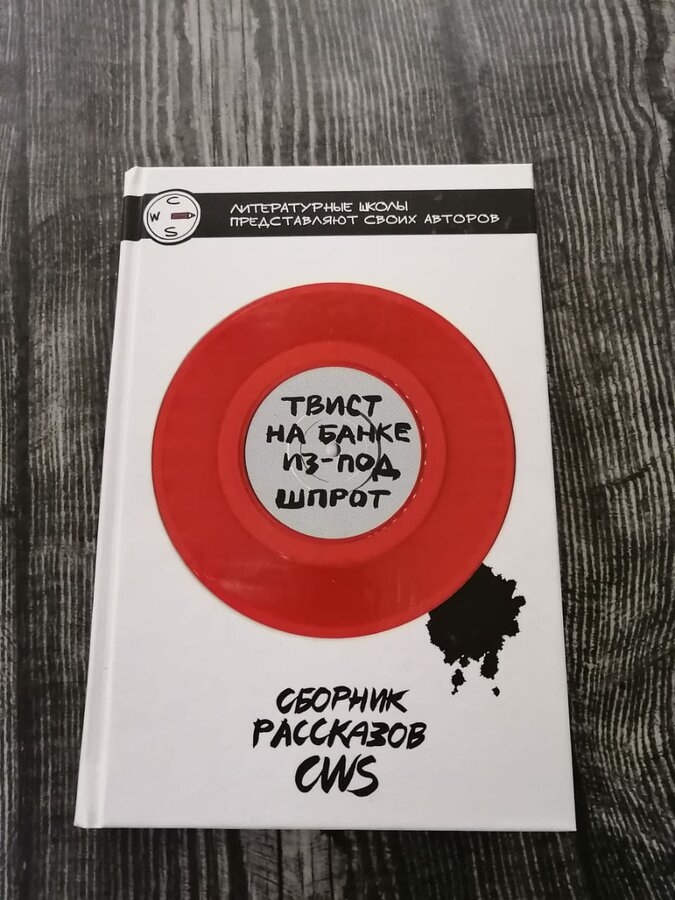 C
W
S
ЛИТЕРАТУРНЫЕ ШКОЛЫ
ПРЕДСТАВЛЯЮТ СВОИХ АВТОРОВ
ТВИСТ
НА БАНКЕ
ИЗ-ПОД
ШПРОТ
СБОРНИК
РАССКАЗОВ
CWS